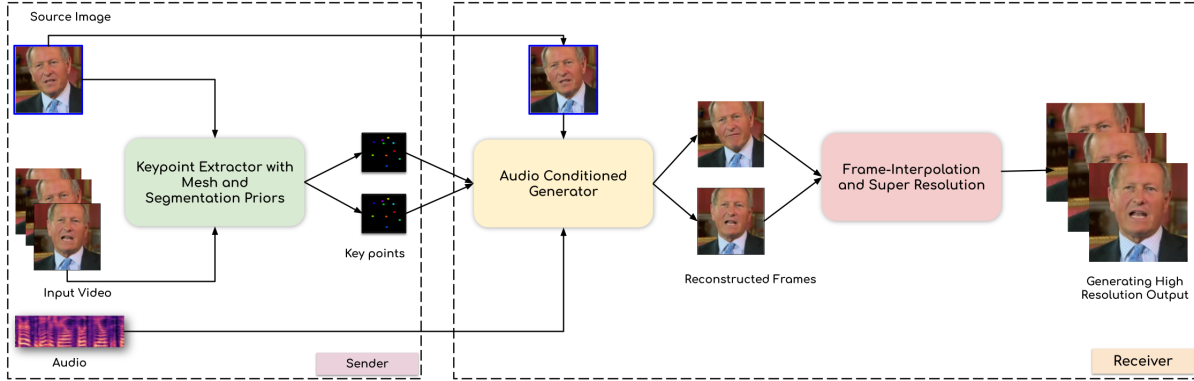 Source Image
Keypoint Extractor with
Mesh and
Segmentation Priors
Key points
Input Video
Audio
Sender
Audio Conditioned
Generator
Reconstructed Frames
Frame-Interpolation
and Super Resolution
Generating High
Resolution Output
Receiver